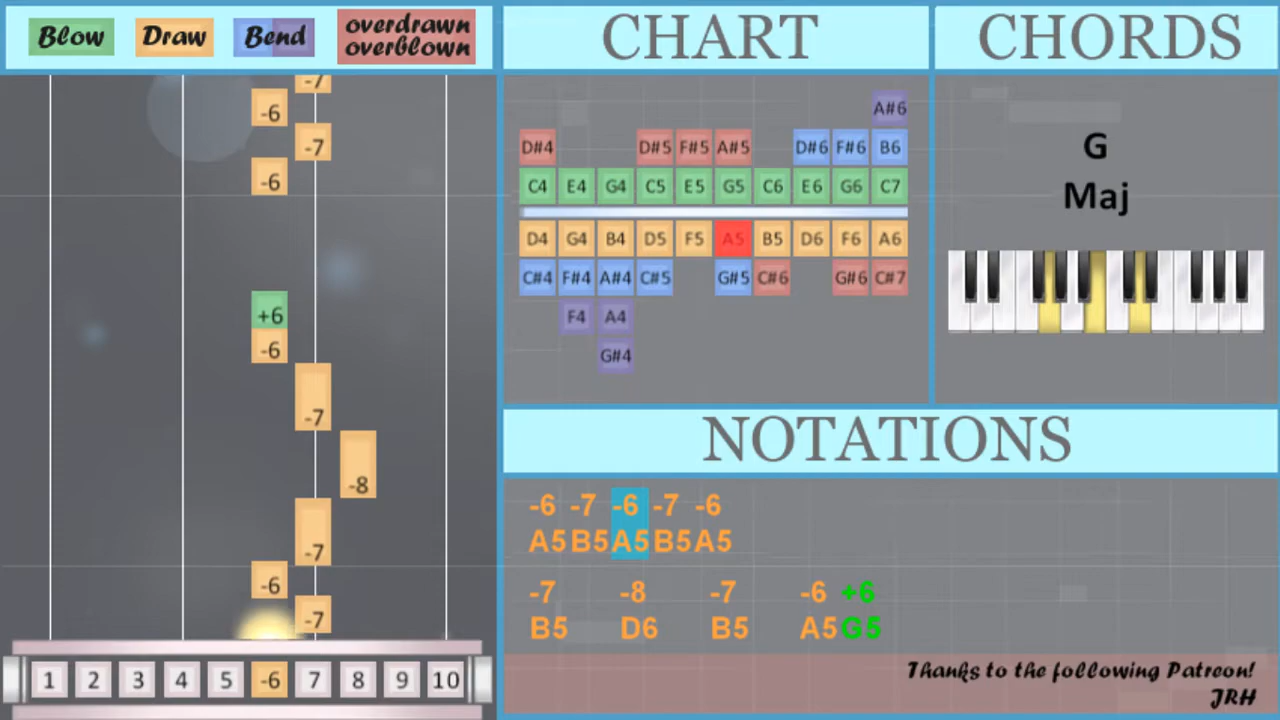 Blow Draw Bend overdrawn
overblown
CHART
CHORDS
-7
-6
-7
-6
+6
-6
-7
-8
-7
-6
-7
1 2 3 4 5 -6 7 8 9 10
A#6
D#4 D#5 F#5 A#5 D#6 F#6 B6
C4 E4 G4 C5 E5 G5 C6 E6 G6 C7
D4 G4 B4 D5 F5 A5 B5 D6 F6 A6
C#4 F#4 A#4 C#5 G#5 C#6 G#6 C#7
F4 A4
G#4
G
Maj
NOTATIONS
-6 -7 -6 -7 -6
A5 B5 A5 B5 A5
-7 -8 -7 -6 +6
B5 D6 B5 A5 G5
Thanks to the following Patreon!
JRH